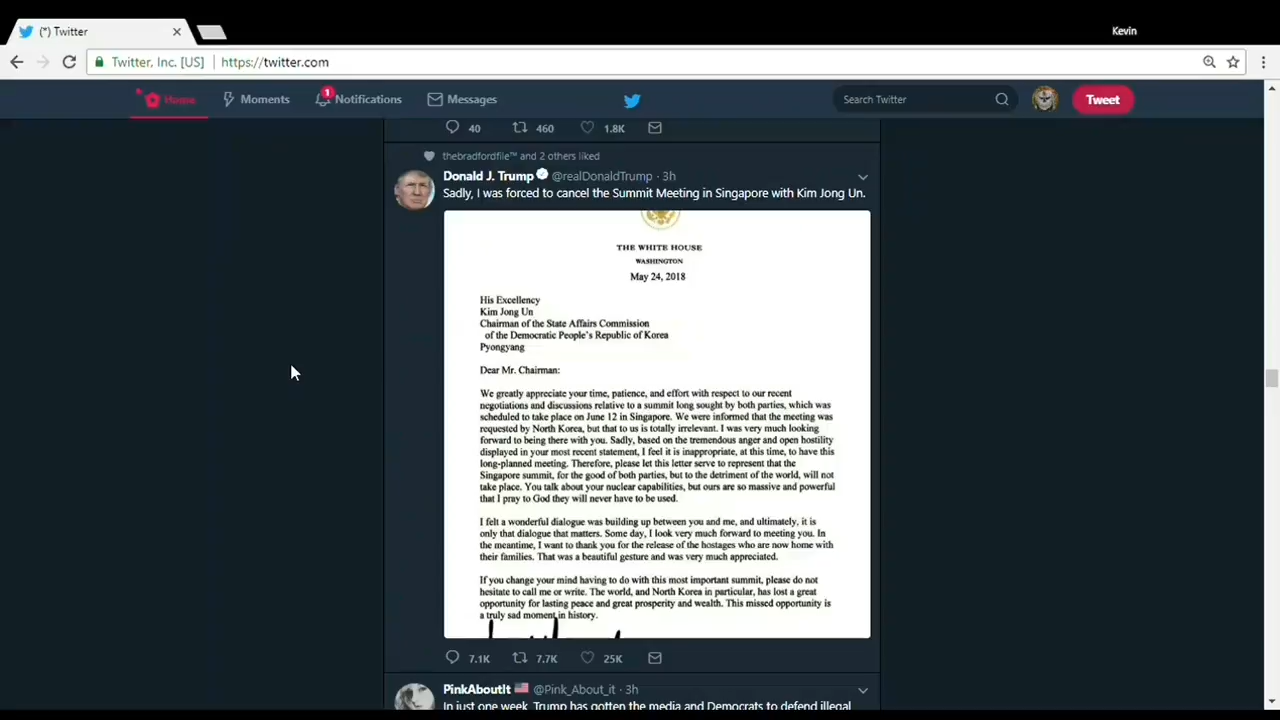 (*) Twitter
Kevin
Twitter, Inc. [US] https://twitter.com
Home Moments 1 Notifications Messages Search Twitter Tweet
40 460 1.8K
thebradfordfile™ and 2 others liked
Donald J. Trump @realDonaldTrump · 3h
Sadly, I was forced to cancel the Summit Meeting in Singapore with Kim Jong Un.
THE WHITE HOUSE
WASHINGTON
May 24, 2018
His Excellency
Kim Jong Un
Chairman of the State Affairs Commission
of the Democratic People's Republic of Korea
Pyongyang
Dear Mr. Chairman:
We greatly appreciate your time, patience, and effort with respect to our recent
negotiations and discussions relative to a summit long sought by both parties, which was
scheduled to take place on June 12 in Singapore. We were informed that the meeting was
requested by North Korea, but that to us is totally irrelevant. I was very much looking
forward to being there with you. Sadly, based on the tremendous anger and open hostility
displayed in your most recent statement, I feel it is inappropriate, at this time, to have this
long-planned meeting. Therefore, please let this letter serve to represent that the
Singapore summit, for the good of both parties, but to the detriment of the world, will not
take place. You talk about your nuclear capabilities, but ours are so massive and powerful
that I pray to God they will never have to be used.
I felt a wonderful dialogue was building up between you and me, and ultimately, it is
only that dialogue that matters. Some day, I look very much forward to meeting you. In
the meantime, I want to thank you for the release of the hostages who are now home with
their families. That was a beautiful gesture and was very much appreciated.
If you change your mind having to do with this most important summit, please do not
hesitate to call me or write. The world, and North Korea in particular, has lost a great
opportunity for lasting peace and great prosperity and wealth. This missed opportunity is
a truly sad moment in history.
7.1K 7.7K 25K
PinkAboutIt @Pink_About_it · 3h
In just one week, Trump has gotten the media and Democrats to defend illegal